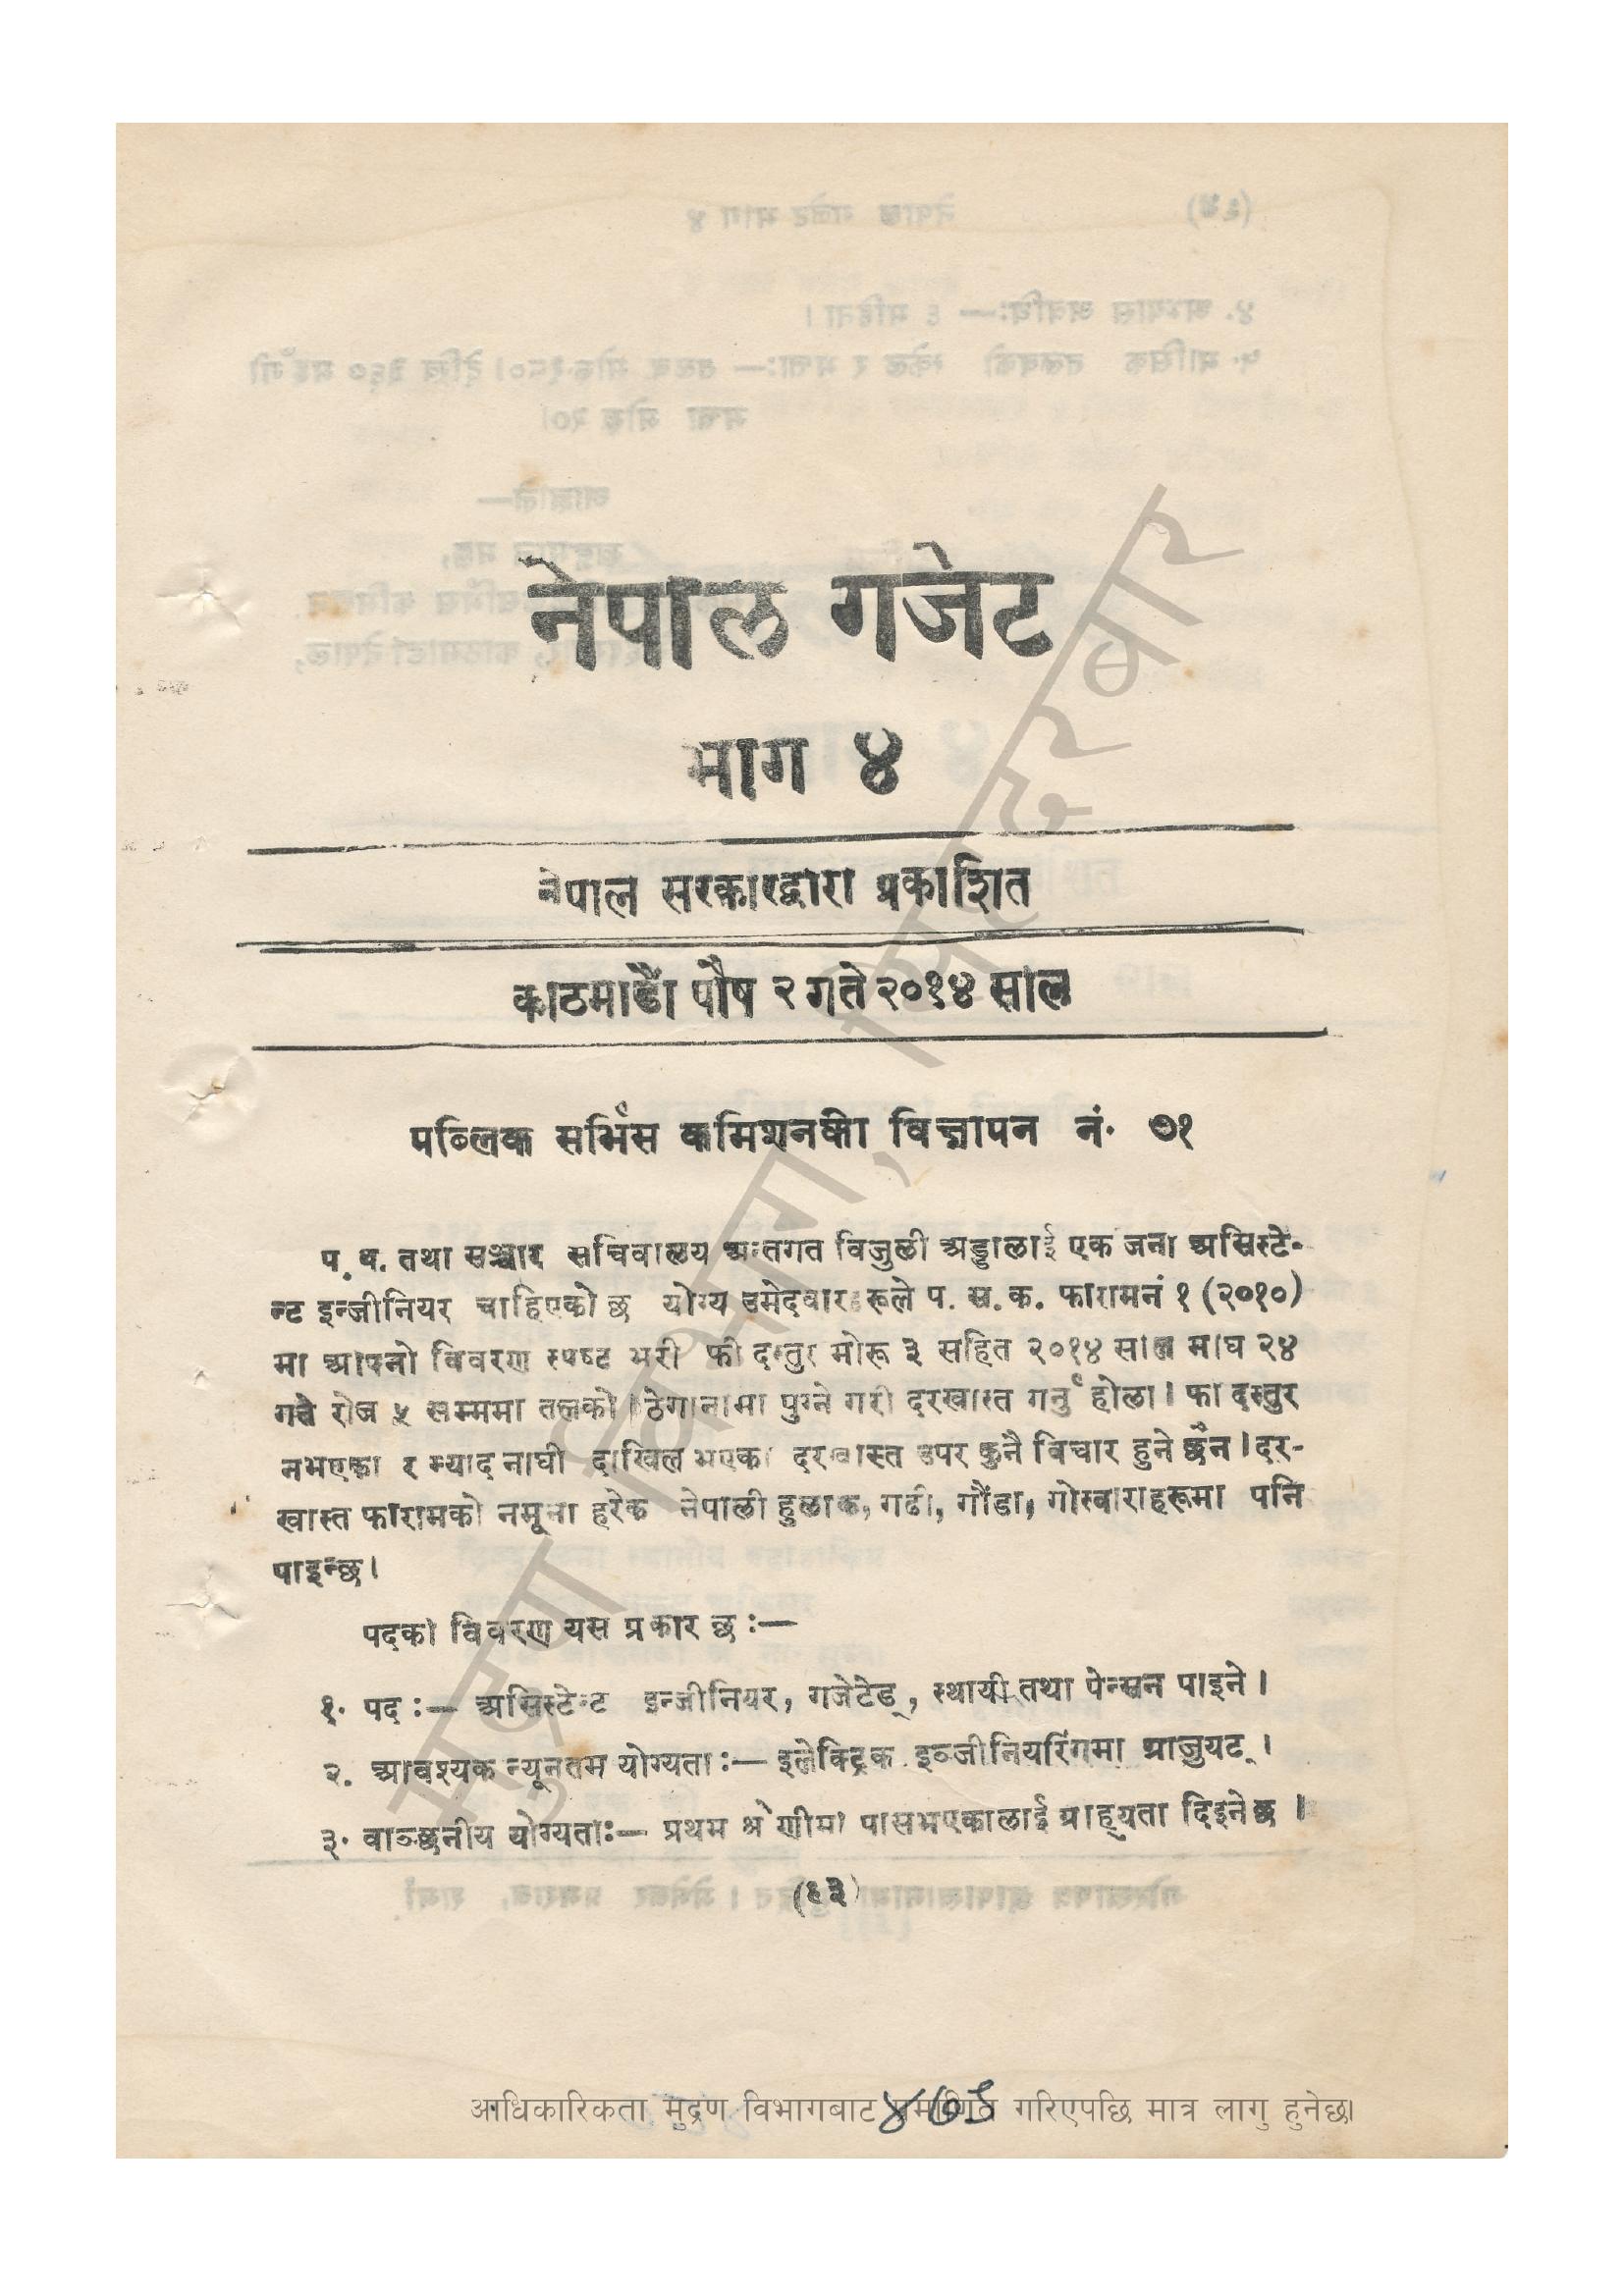 नेपाल गजेट
भाग ४
नेपाल सरकारद्वारा प्रकाशित
काठमाडौं पौष २ गते २०१४ साल
पब्लिक सर्भिस कमिशनको विज्ञापन नं. ७१
प. व. तथा सञ्चार सचिवालय अन्तगत विजुली अड्डालाई एक जना असिस्टे-
न्ट इन्जीनियर चाहिएको छ योग्य उमेदवारहरूले प. स. क. फारामनं १ (२०१०)
मा आफ्नो विवरण स्पष्ट भरी फी दस्तुर मोरू ३ सहित २०१४ साल माघ २४
गते रोज ५ सम्ममा तलको ठेगानामा पुग्ने गरी दरखास्त गर्नु होला। फी दस्तुर
नभएका र म्याद नाघी दाखिल भएका दरखास्त उपर कुनै विचार हुने छैन। दर-
खास्त फारामको नमूना हरेक नेपाली हुलाक, गढी, गौंडा, गोस्वाराहरूमा पनि
पाइन्छ।
पदको विवरण यस प्रकार छ :—
१. पद :— असिस्टेन्ट इन्जीनियर, गजेटेड्, स्थायी तथा पेन्सन पाइने।
२. आवश्यक न्यूनतम योग्यता :— इलेक्ट्रिक इञ्जीनियरिंगमा ग्राजुयट्।
३. वाञ्छनीय योग्यता:— प्रथम श्रेणीमा पासभएकालाई ग्राह्यता दिइनेछ।
(६३)
आधिकारिकता मुद्रण विभागबाट प्रमाणित गरिएपछि मात्र लागु हुनेछ।
मुद्रण विभाग, सिंहदरबार